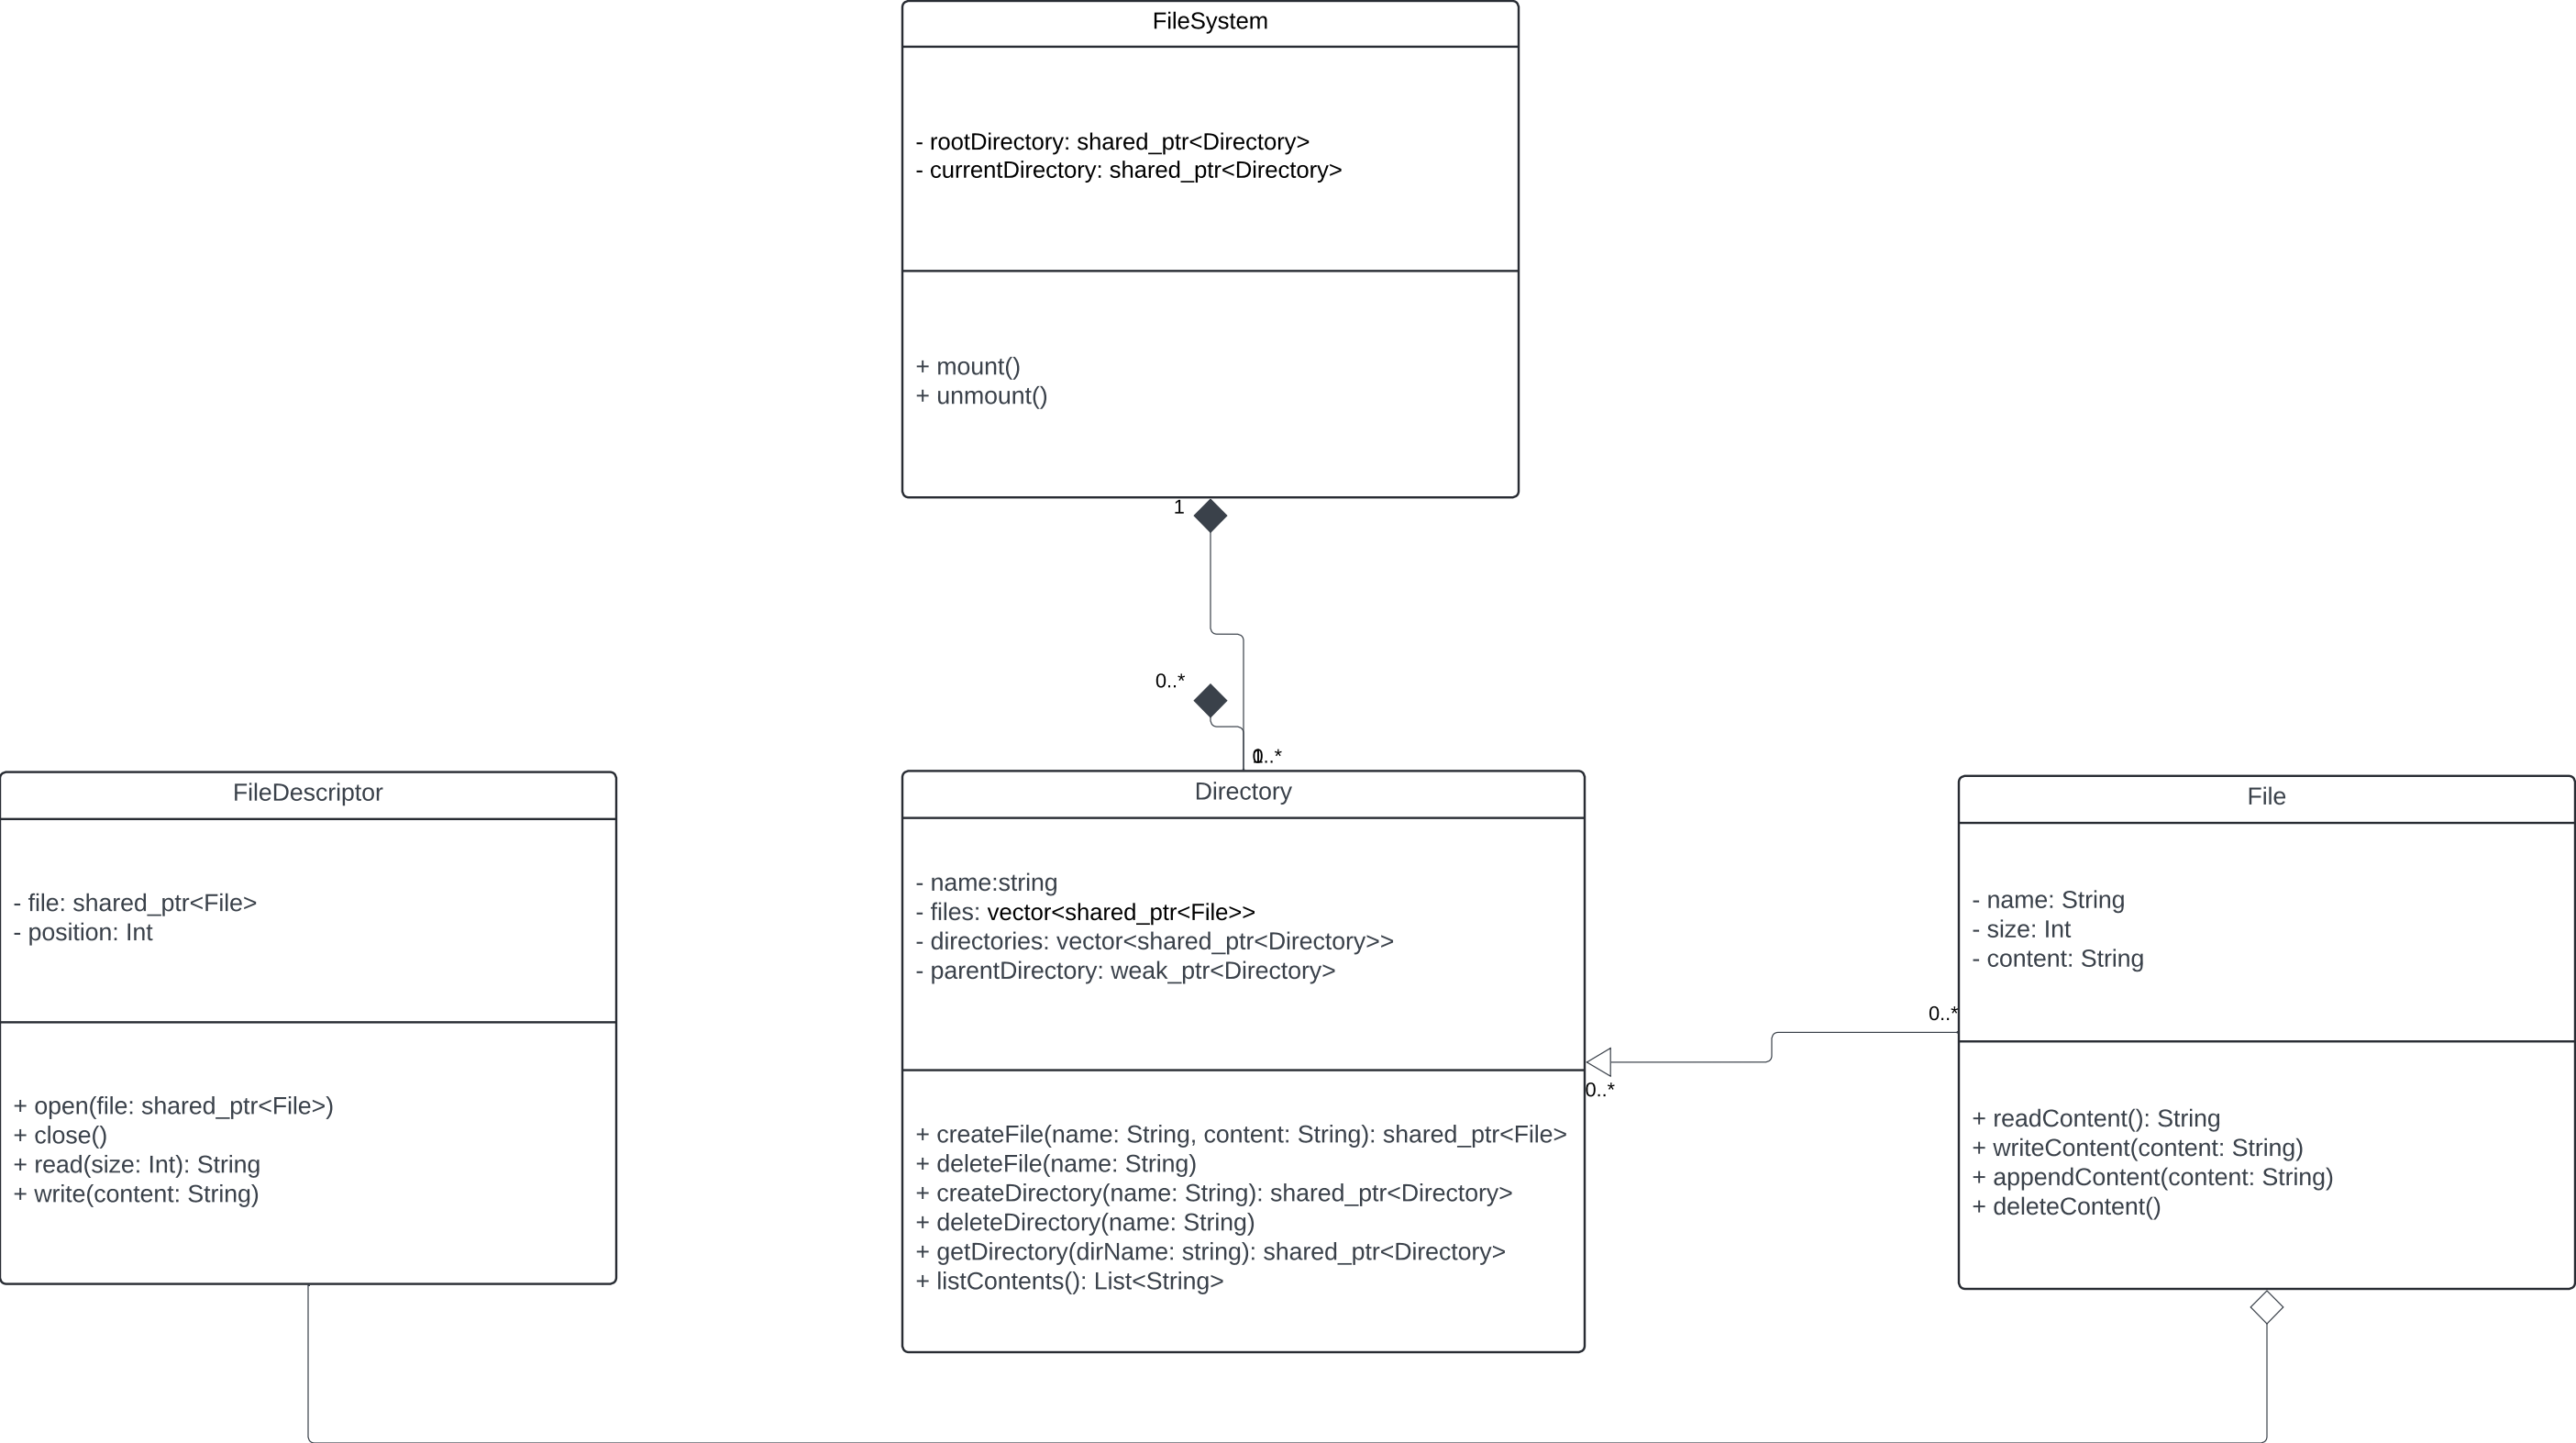 FileSystem
- rootDirectory: shared_ptr<Directory>
- currentDirectory: shared_ptr<Directory>
+ mount()
+ unmount()
1
0..*
0..*
1
FileDescriptor
- file: shared_ptr<File>
- position: Int
+ open(file: shared_ptr<File>)
+ close()
+ read(size: Int): String
+ write(content: String)
Directory
- name:string
- files: vector<shared_ptr<File>>
- directories: vector<shared_ptr<Directory>>
- parentDirectory: weak_ptr<Directory>
+ createFile(name: String, content: String): shared_ptr<File>
+ deleteFile(name: String)
+ createDirectory(name: String): shared_ptr<Directory>
+ deleteDirectory(name: String)
+ getDirectory(dirName: string): shared_ptr<Directory>
+ listContents(): List<String>
0..*
0..*
File
- name: String
- size: Int
- content: String
+ readContent(): String
+ writeContent(content: String)
+ appendContent(content: String)
+ deleteContent()